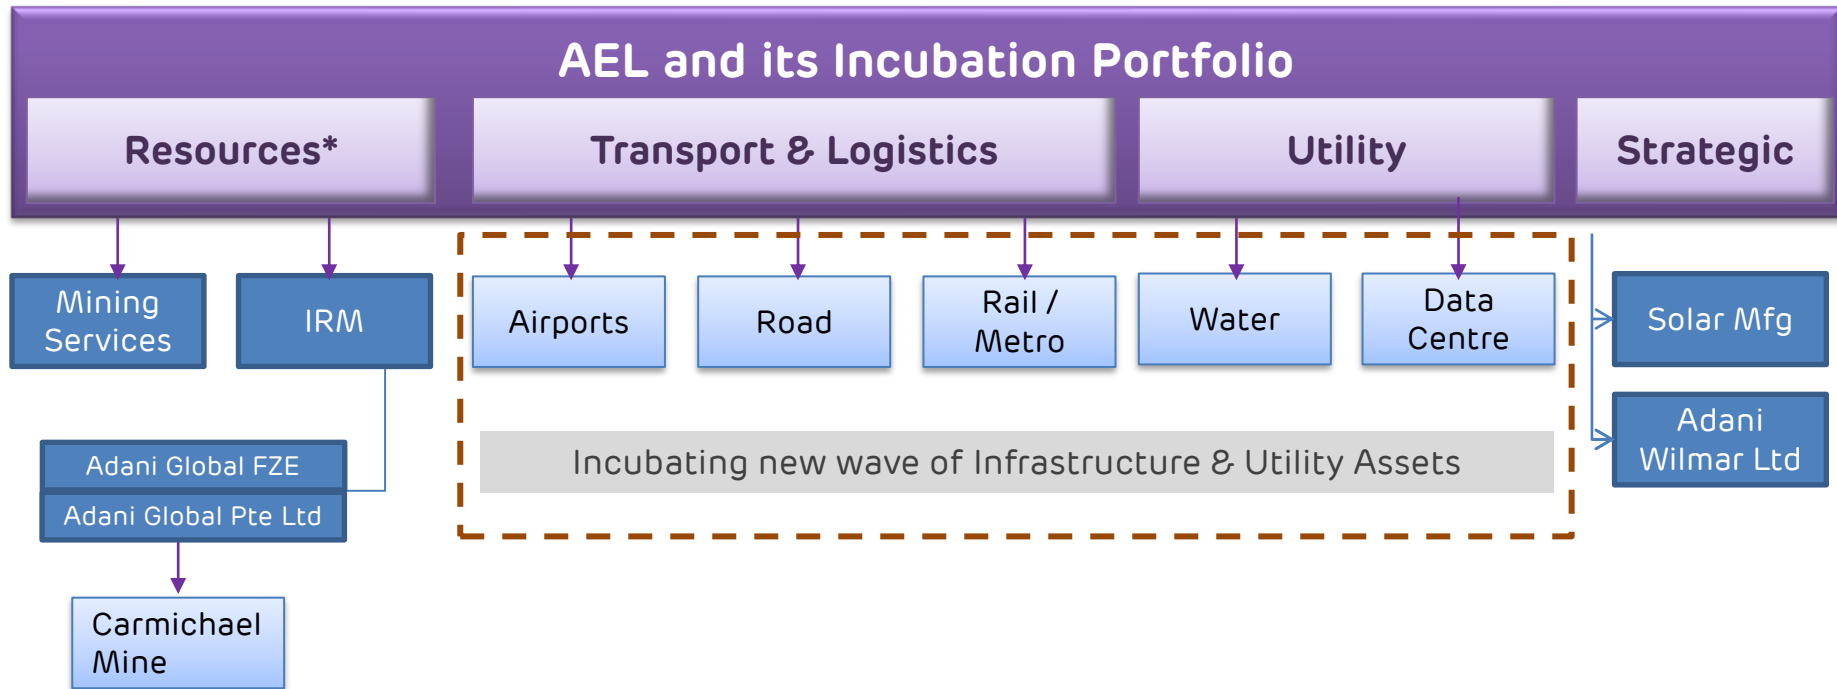 AEL and its Incubation Portfolio
Resources*
Transport & Logistics
Utility
Strategic
Mining
Services
IRM
Airports
Road
Rail /
Metro
Water
Data
Centre
Solar Mfg
Adani
Wilmar Ltd
Incubating new wave of Infrastructure & Utility Assets
Adani Global FZE
Adani Global Pte Ltd
Carmichael
Mine